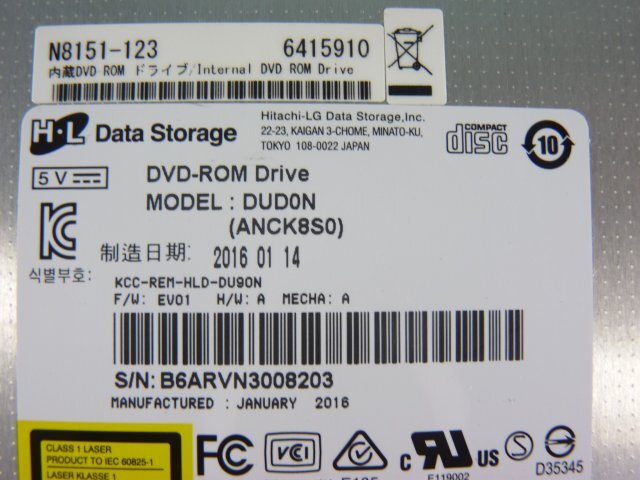 N8151-123 6415910
内蔵DVD-ROM ドライブ/Internal DVD ROM Drive
H·L Data Storage
Hitachi-LG Data Storage,Inc.
22-23, KAIGAN 3-CHOME, MINATO-KU,
TOKYO 108-0022 JAPAN
COMPACT
disc
10
5 V
DVD-ROM Drive
MODEL : DUD0N
(ANCK8S0)
制造日期: 2016 01 14
식별부호:
KCC-REM-HLD-DU90N
F/W: EV01 H/W: A MECHA: A
S/N: B6ARVN3008203
MANUFACTURED : JANUARY 2016
CLASS 1 LASER
PRODUCT TO IEC 60825-1
LASER KLASSE 1
FC
VCI
c RU US
S
E119002
D35345